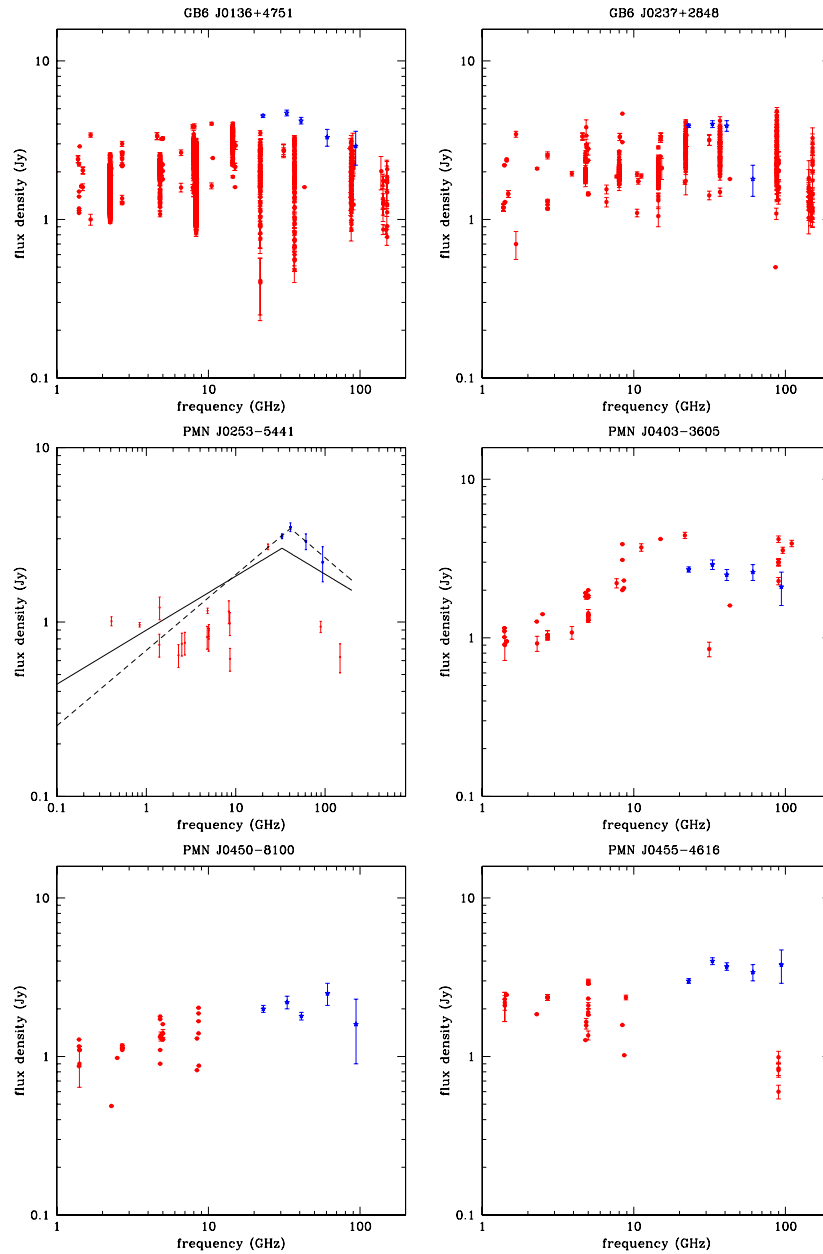 GB6 J0136+4751
GB6 J0237+2848
flux density (Jy)
10
1
0.1
1
10
100
frequency (GHz)
flux density (Jy)
10
1
0.1
1
10
100
frequency (GHz)
PMN J0253-5441
PMN J0403-3605
flux density (Jy)
10
1
0.1
0.1
1
10
100
frequency (GHz)
flux density (Jy)
10
1
0.1
1
10
100
frequency (GHz)
PMN J0450-8100
PMN J0455-4616
flux density (Jy)
10
1
0.1
1
10
100
frequency (GHz)
flux density (Jy)
10
1
0.1
1
10
100
frequency (GHz)